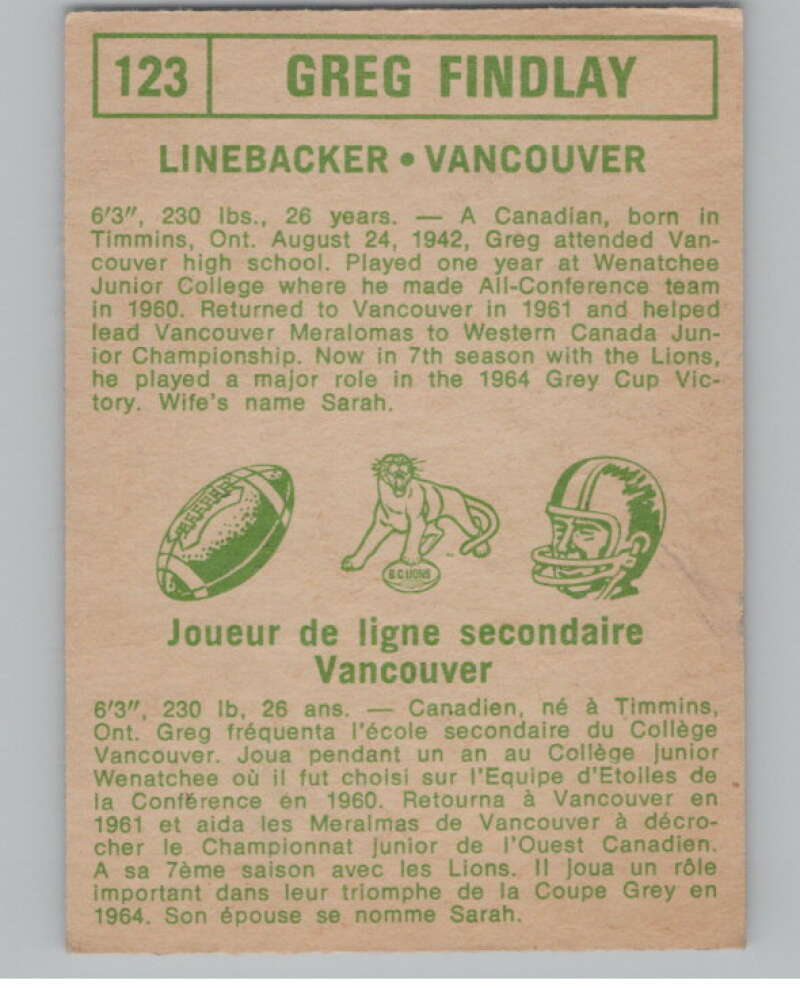 123 GREG FINDLAY
LINEBACKER • VANCOUVER
6'3", 230 lbs., 26 years. — A Canadian, born in
Timmins, Ont. August 24, 1942, Greg attended Van-
couver high school. Played one year at Wenatchee
Junior College where he made All-Conference team
in 1960. Returned to Vancouver in 1961 and helped
lead Vancouver Meralomas to Western Canada Jun-
ior Championship. Now in 7th season with the Lions,
he played a major role in the 1964 Grey Cup Vic-
tory. Wife's name Sarah.
B.C. LIONS
Joueur de ligne secondaire
Vancouver
6'3", 230 lb, 26 ans. — Canadien, né à Timmins,
Ont. Greg fréquenta l'école secondaire du Collège
Vancouver. Joua pendant un an au Collège junior
Wenatchee où il fut choisi sur l'Equipe d'Etoiles de
la Conférence én 1960. Retourna à Vancouver en
1961 et aida les Meralmas de Vancouver à décro-
cher le Championnat junior de l'Ouest Canadien.
A sa 7ème saison avec les Lions. Il joua un rôle
important dans leur triomphe de la Coupe Grey en
1964. Son épouse se nomme Sarah.